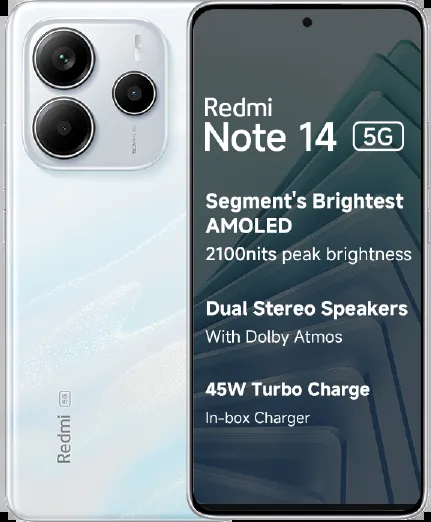 Redmi
Note 14 5G
Segment's Brightest
AMOLED
2100nits peak brightness
Dual Stereo Speakers
With Dolby Atmos
45W Turbo Charge
In-box Charger
Redmi 5G